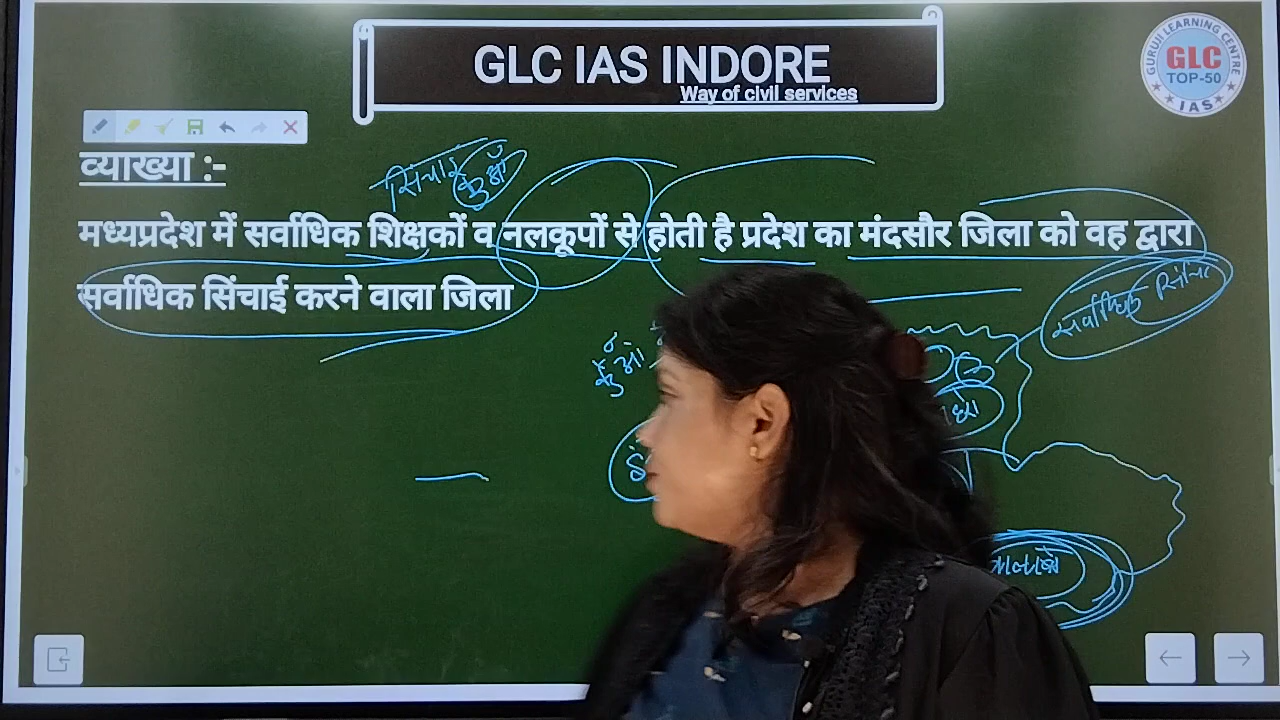 GLC IAS INDORE
Way of civil services
GURUJI LEARNING CENTRE
GLC
TOP-50
IAS
व्याख्या :-
सिंचाई कुआँ
मध्यप्रदेश में सर्वाधिक शिक्षकों व नलकूपों से होती है प्रदेश का मंदसौर जिला को वह द्वारा
सर्वाधिक सिंचाई करने वाला जिला
सर्वाधिक